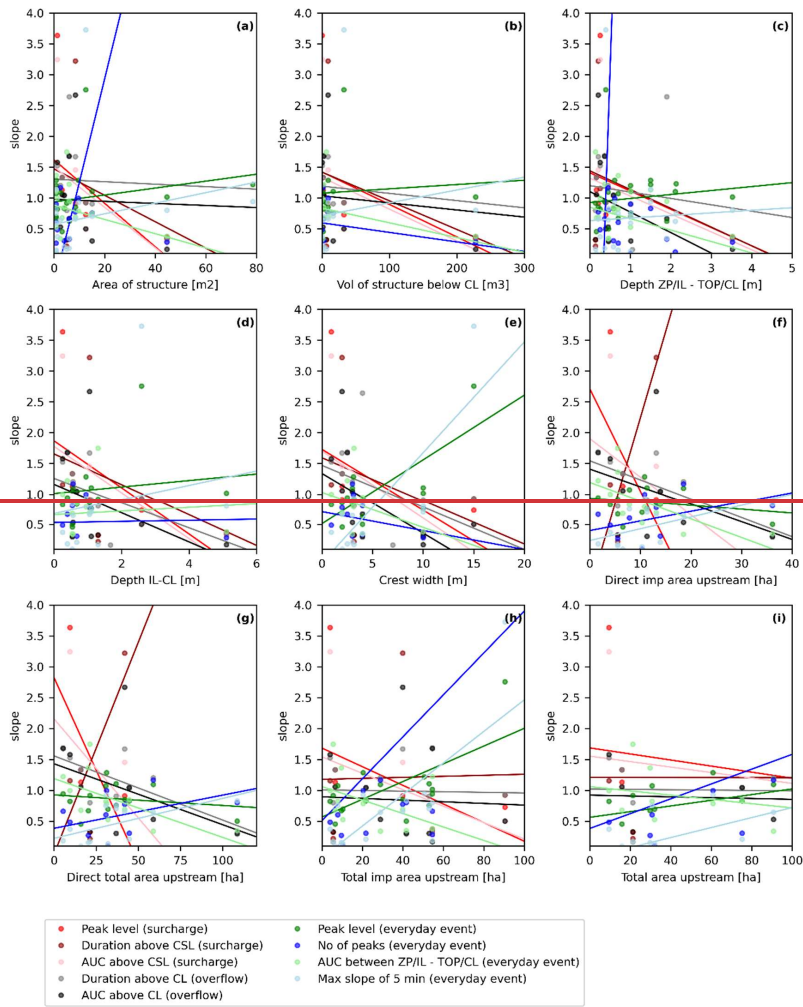 4.0
3.5
3.0
2.5
2.0
1.5
1.0
0.5
slope
(a)
0 20 40 60 80
Area of structure [m2]
4.0
3.5
3.0
2.5
2.0
1.5
1.0
0.5
slope
(b)
0 100 200 300
Vol of structure below CL [m3]
4.0
3.5
3.0
2.5
2.0
1.5
1.0
0.5
slope
(c)
0 1 2 3 4 5
Depth ZP/IL - TOP/CL [m]
4.0
3.5
3.0
2.5
2.0
1.5
1.0
0.5
slope
(d)
0 2 4 6
Depth IL-CL [m]
4.0
3.5
3.0
2.5
2.0
1.5
1.0
0.5
slope
(e)
0 5 10 15 20
Crest width [m]
4.0
3.5
3.0
2.5
2.0
1.5
1.0
0.5
slope
(f)
0 10 20 30 40
Direct imp area upstream [ha]
4.0
3.5
3.0
2.5
2.0
1.5
1.0
0.5
slope
(g)
0 25 50 75 100
Direct total area upstream [ha]
4.0
3.5
3.0
2.5
2.0
1.5
1.0
0.5
slope
(h)
0 20 40 60 80 100
Total imp area upstream [ha]
4.0
3.5
3.0
2.5
2.0
1.5
1.0
0.5
slope
(i)
0 20 40 60 80 100
Total area upstream [ha]
Peak level (surcharge)
Duration above CSL (surcharge)
AUC above CSL (surcharge)
Duration above CL (overflow)
AUC above CL (overflow)
Peak level (everyday event)
No of peaks (everyday event)
AUC between ZP/IL - TOP/CL (everyday event)
Max slope of 5 min (everyday event)